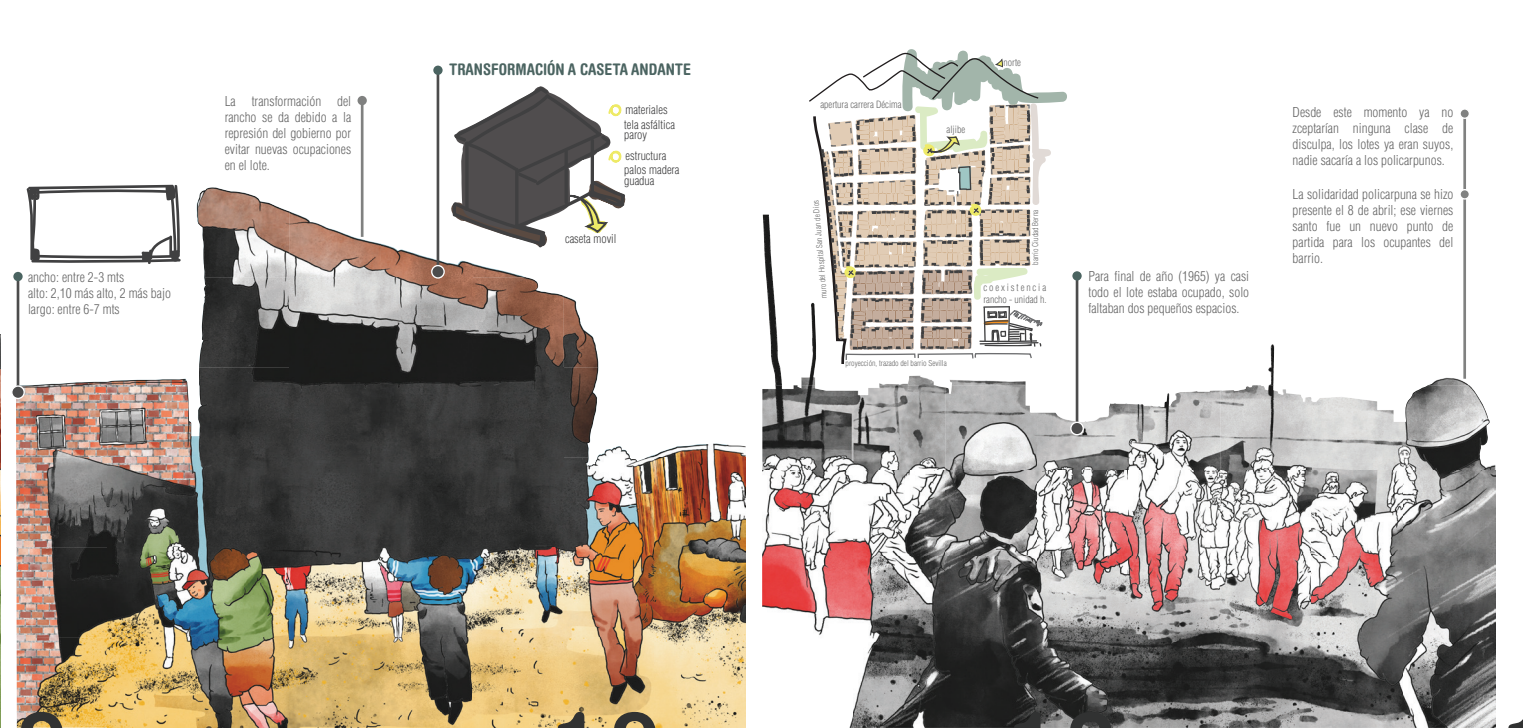 TRANSFORMACIÓN A CASETA ANDANTE
La transformación del
rancho se da debido a la
represión del gobierno por
evitar nuevas ocupaciones
en el lote.
materiales
tela asfáltica
paroy
estructura
palos madera
guadua
caseta movil
ancho: entre 2-3 mts
alto: 2,10 más alto, 2 más bajo
largo: entre 6-7 mts
norte
apertura carrera Décima
aljibe
muro del Hospital San Juan de Dios
barrio Ciudad Berna
coexistencia
rancho - unidad h.
proyección, trazado del barrio Sevilla
Para final de año (1965) ya casi
todo el lote estaba ocupado, solo
faltaban dos pequeños espacios.
Desde este momento ya no
zceptarían ninguna clase de
disculpa, los lotes ya eran suyos,
nadie sacaría a los policarpunos.
La solidaridad policarpuna se hizo
presente el 8 de abril; ese viernes
santo fue un nuevo punto de
partida para los ocupantes del
barrio.